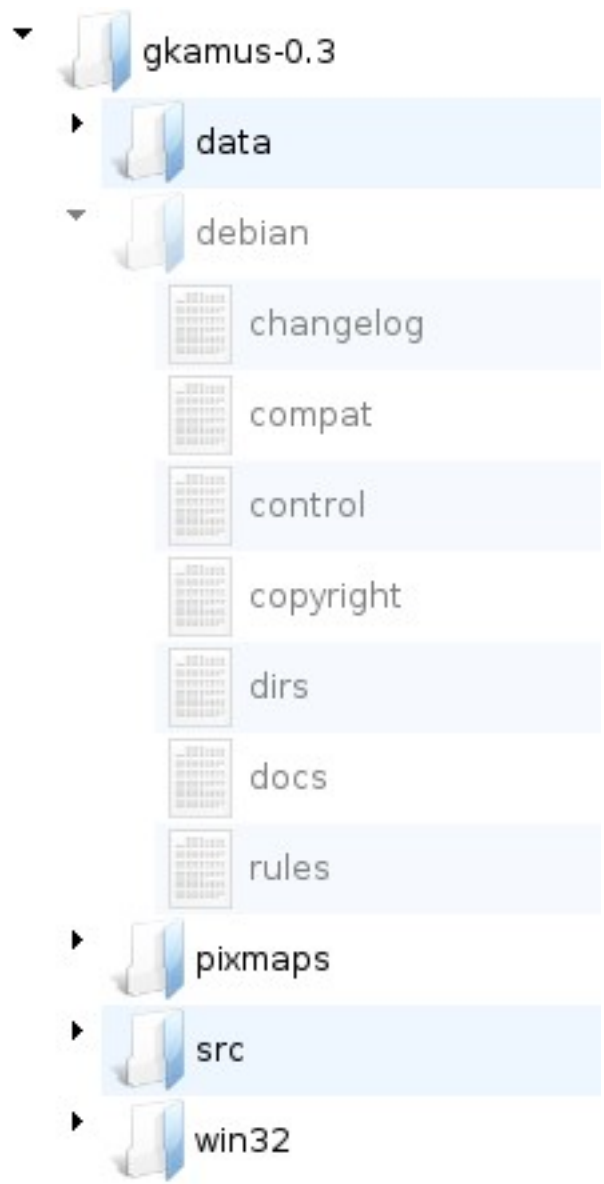 gkamus-0.3
data
debian
changelog
compat
control
copyright
dirs
docs
rules
pixmaps
src
win32